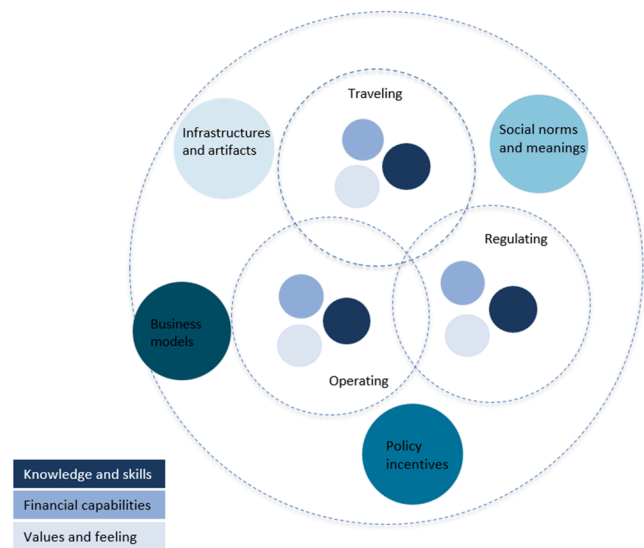 Traveling
Infrastructures
and artifacts
Social norms
and meanings
Regulating
Business
models
Operating
Policy
incentives
Knowledge and skills
Financial capabilities
Values and feeling